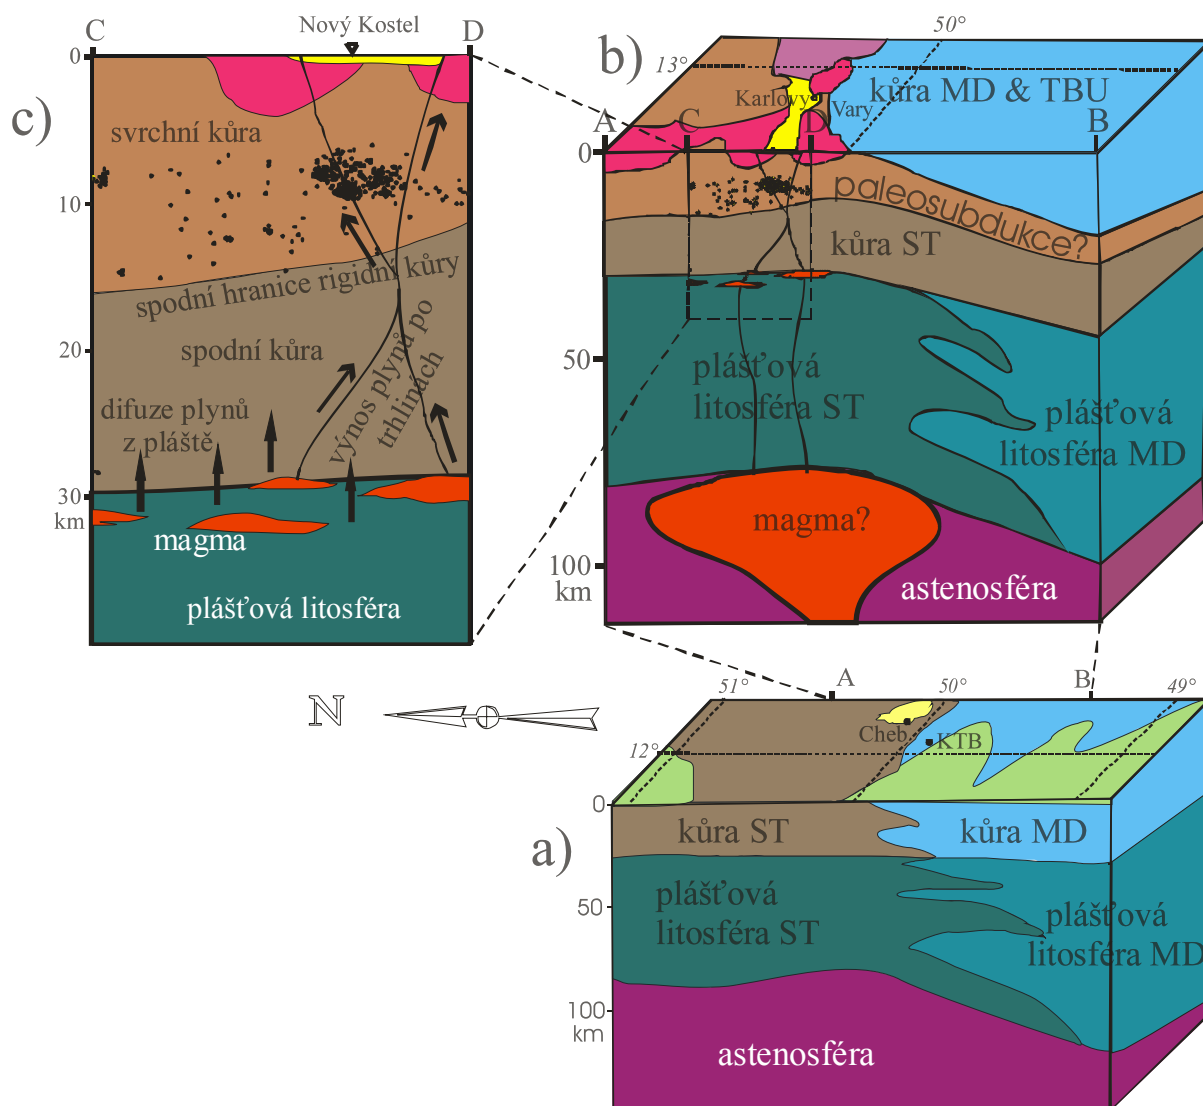 c)
C
Nový Kostel
D
0
svrchní kůra
10
spodní hranice rigidní kůry
20
spodní kůra
výnos plynů po
trhlinách
difuze plynů
z pláště
30
km
magma
plášťová litosféra
b)
50°
13°
Karlovy
Vary
kůra MD & TBU
A
C
D
B
0
paleosubdukce?
kůra ST
50
plášťová
litosféra ST
plášťová
litosféra MD
magma?
100
km
astenosféra
N
a)
51°
A
50°
B
49°
Cheb
KTB
12°
0
kůra ST
kůra MD
50
plášťová
litosféra ST
plášťová
litosféra MD
100
km
astenosféra